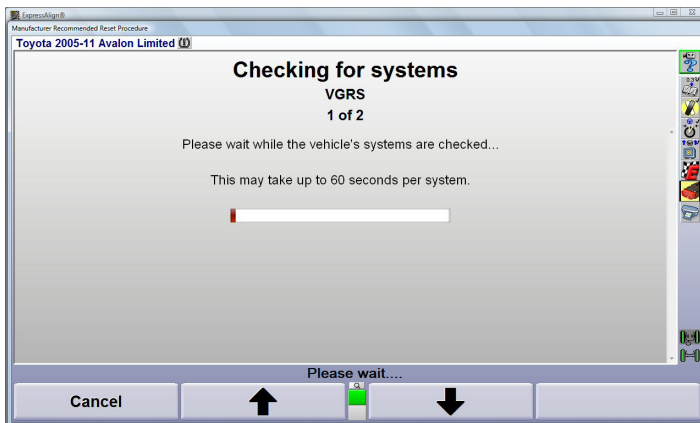 ExpressAlign®
Manufacturer Recommended Reset Procedure
Toyota 2005-11 Avalon Limited
Checking for systems
VGRS
1 of 2
Please wait while the vehicle's systems are checked...
This may take up to 60 seconds per system.
Please wait....
Cancel